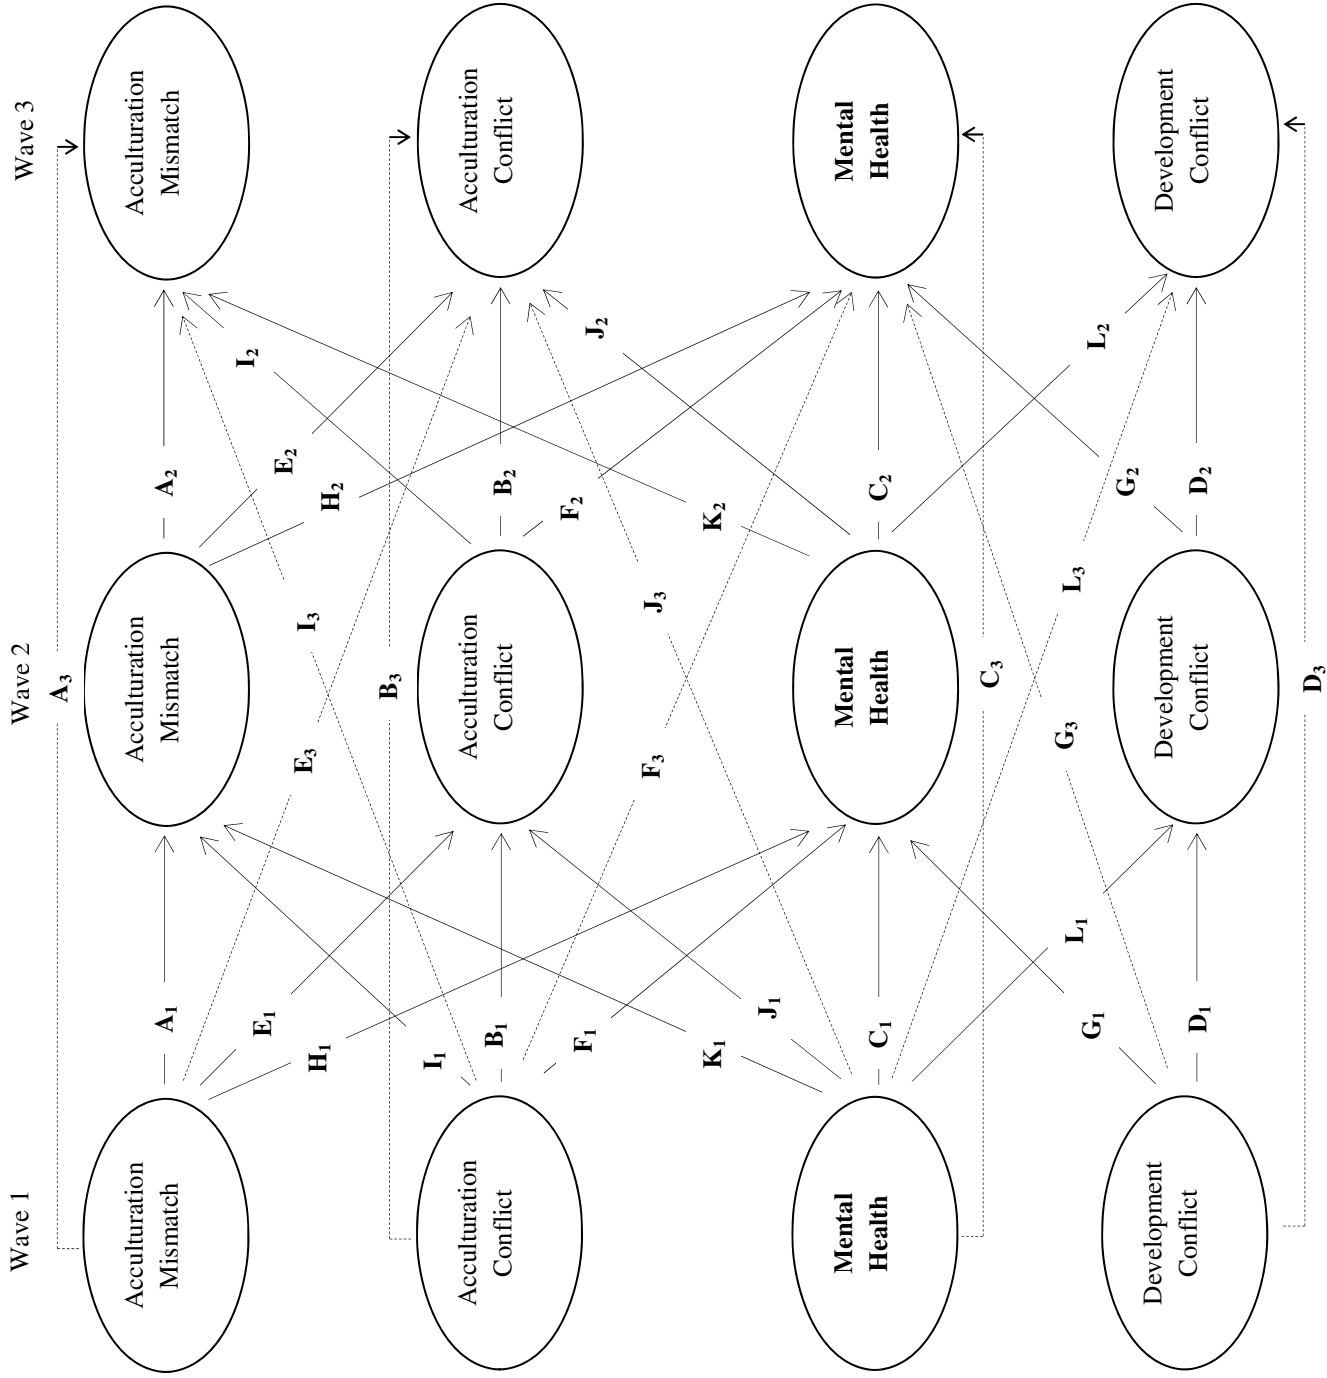 Wave 1
Wave 2
Wave 3
A₃
Acculturation
Mismatch
A₁
Acculturation
Mismatch
A₂
Acculturation
Mismatch
E₁
H₁
E₃
I₃
H₂
E₂
I₂
B₃
I₁
Acculturation
Conflict
B₁
Acculturation
Conflict
B₂
Acculturation
Conflict
F₁
F₃
J₃
F₂
J₂
K₁
J₁
K₂
Mental
Health
C₁
Mental
Health
C₂
Mental
Health
C₃
L₁
G₃
L₃
L₂
G₁
G₂
Development
Conflict
D₁
Development
Conflict
D₂
Development
Conflict
D₃